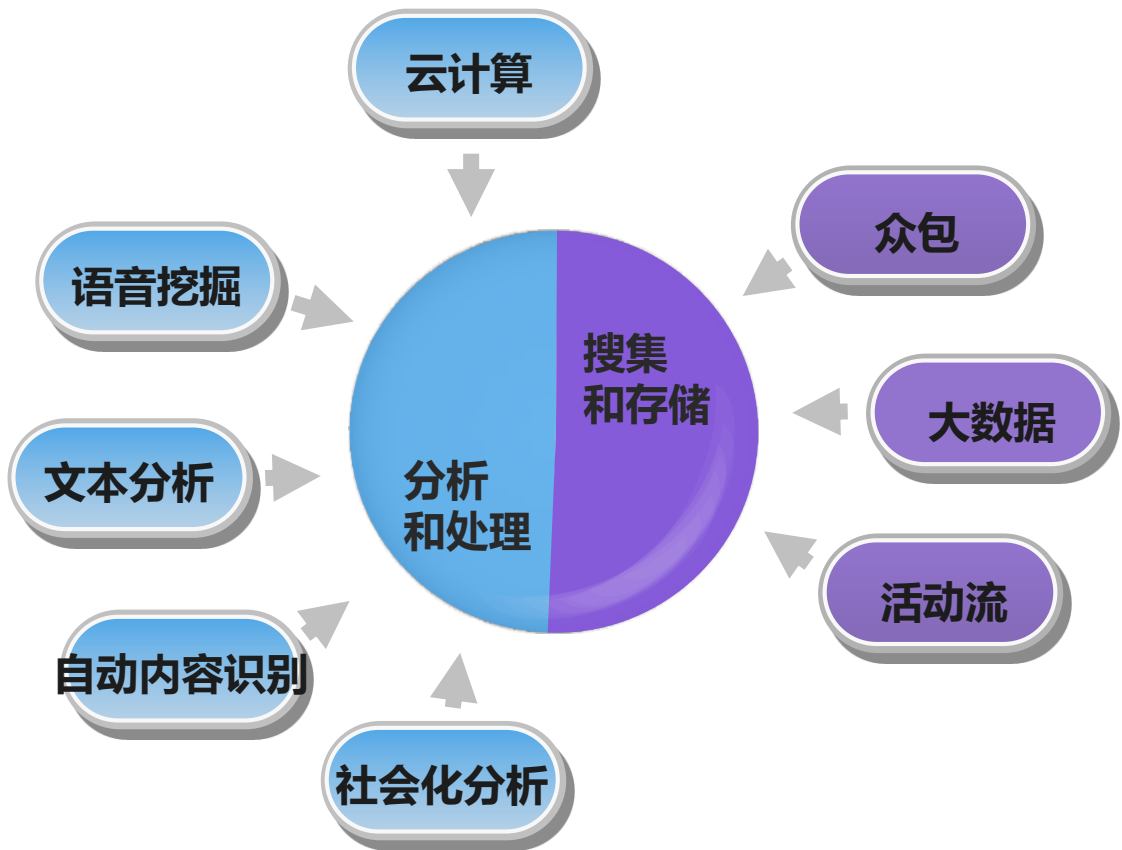 云计算
众包
语音挖掘
搜集
和存储
大数据
文本分析
分析
和处理
活动流
自动内容识别
社会化分析